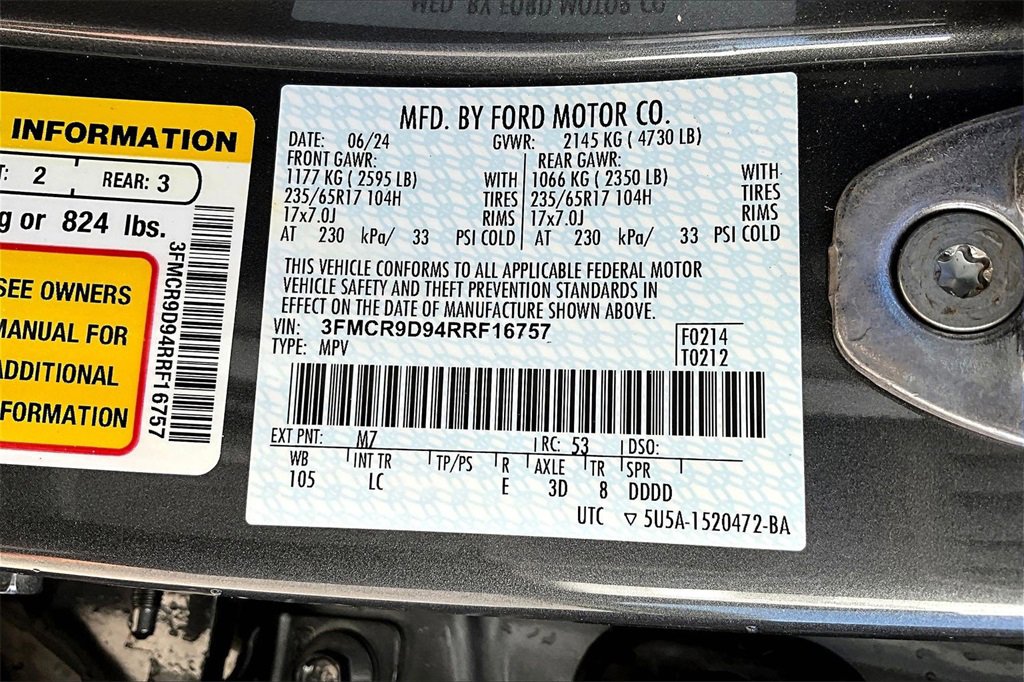 WED BY FORD MOTOR CO
INFORMATION
T: 2 REAR: 3
g or 824 lbs.
SEE OWNERS
MANUAL FOR
ADDITIONAL
FORMATION
3FMCR9D94RRF16757
MFD. BY FORD MOTOR CO.
DATE: 06/24 GVWR: 2145 KG ( 4730 LB)
FRONT GAWR: REAR GAWR:
1177 KG ( 2595 LB) WITH 1066 KG ( 2350 LB) WITH
235/65R17 104H TIRES 235/65R17 104H TIRES
17x7.0J RIMS 17x7.0J RIMS
AT 230 kPa/ 33 PSI COLD AT 230 kPa/ 33 PSI COLD
THIS VEHICLE CONFORMS TO ALL APPLICABLE FEDERAL MOTOR
VEHICLE SAFETY AND THEFT PREVENTION STANDARDS IN
EFFECT ON THE DATE OF MANUFACTURE SHOWN ABOVE.
VIN: 3FMCR9D94RRF16757
TYPE: MPV
F0214
T0212
EXT PNT: M7 RC: 53 DSO:
WB INT TR TP/PS R AXLE TR SPR
105 LC E 3D 8 DDDD
UTC ▽ 5U5A-1520472-BA